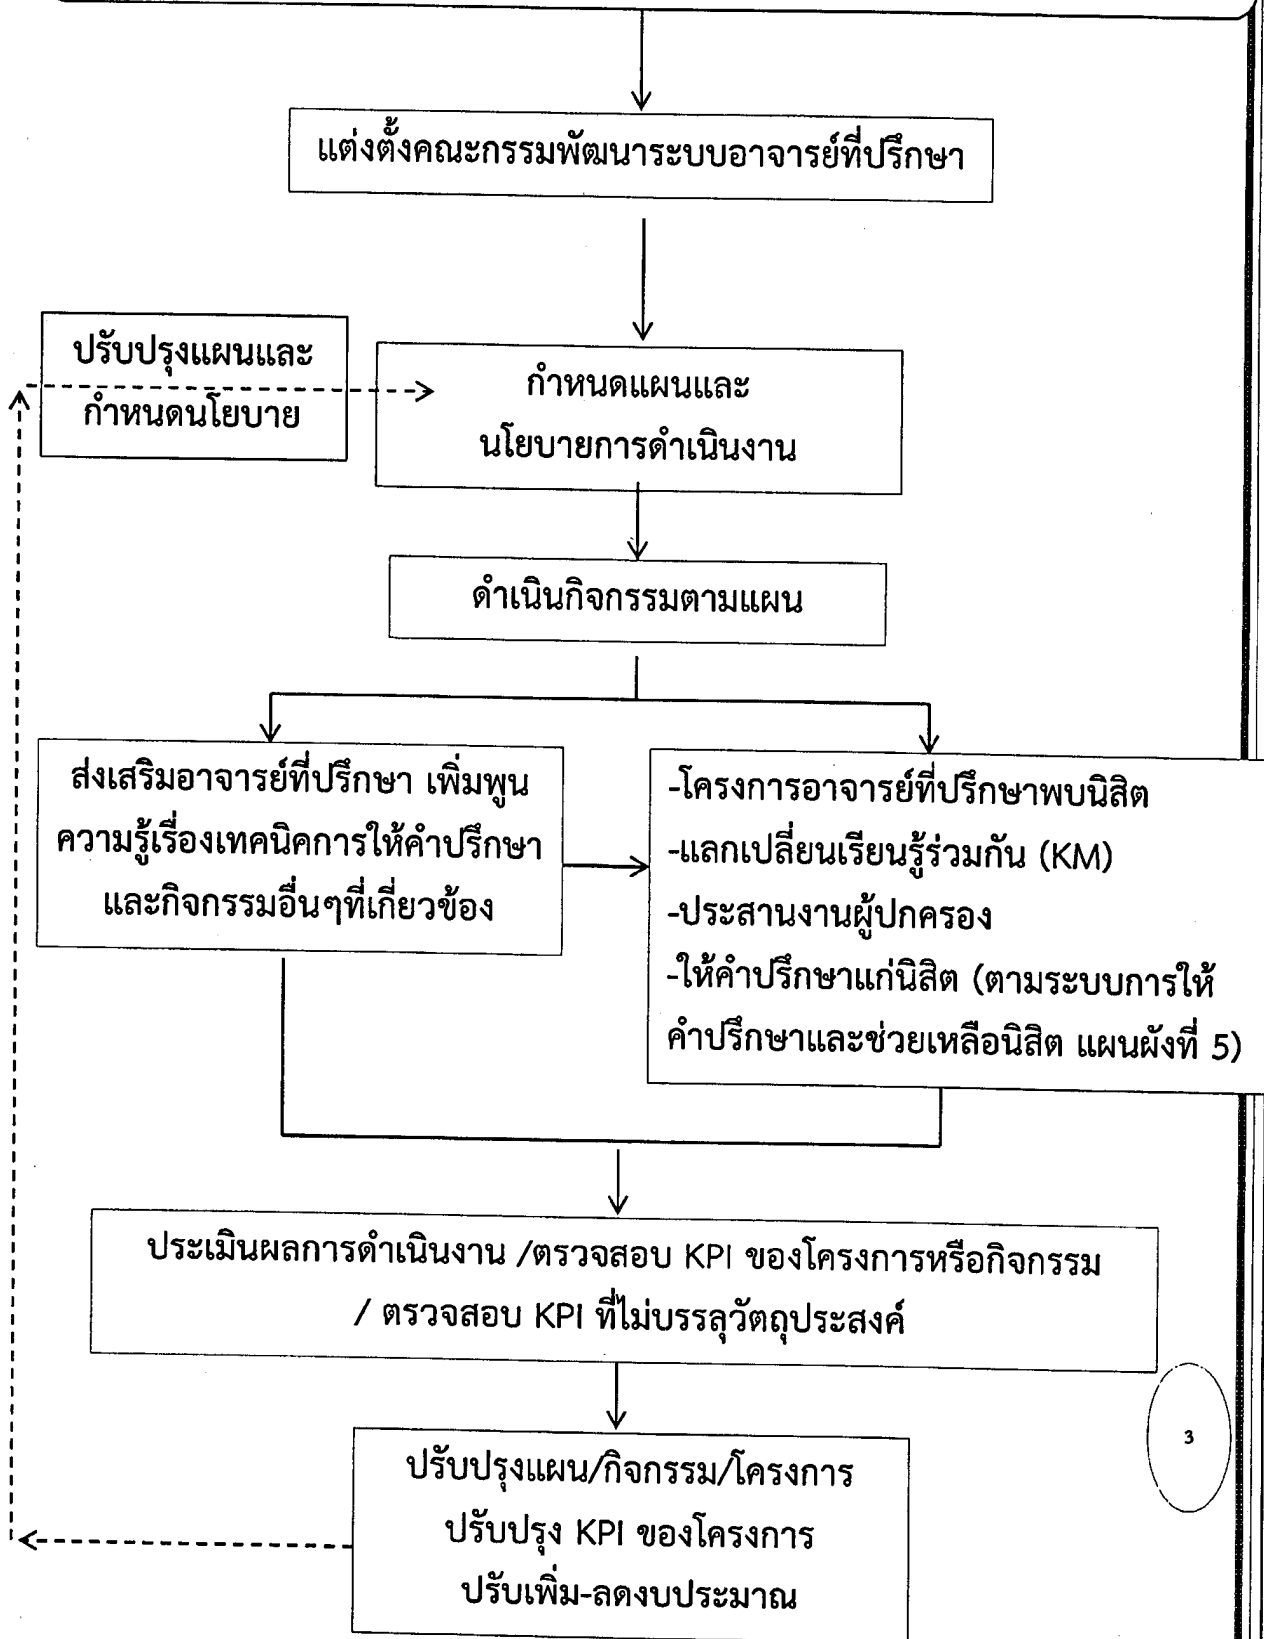 แต่งตั้งคณะกรรมพัฒนาระบบอาจารย์ที่ปรึกษา
ปรับปรุงแผนและ
กำหนดนโยบาย
กำหนดแผนและ
นโยบายการดำเนินงาน
ดำเนินกิจกรรมตามแผน
ส่งเสริมอาจารย์ที่ปรึกษา เพิ่มพูน
ความรู้เรื่องเทคนิคการให้คำปรึกษา
และกิจกรรมอื่นๆที่เกี่ยวข้อง
-โครงการอาจารย์ที่ปรึกษาพบนิสิต
-แลกเปลี่ยนเรียนรู้ร่วมกัน (KM)
-ประสานงานผู้ปกครอง
-ให้คำปรึกษาแก่นิสิต (ตามระบบการให้
คำปรึกษาและช่วยเหลือนิสิต แผนผังที่ 5)
ประเมินผลการดำเนินงาน /ตรวจสอบ KPI ของโครงการหรือกิจกรรม
/ ตรวจสอบ KPI ที่ไม่บรรลุวัตถุประสงค์
3
ปรับปรุงแผน/กิจกรรม/โครงการ
ปรับปรุง KPI ของโครงการ
ปรับเพิ่ม-ลดงบประมาณ